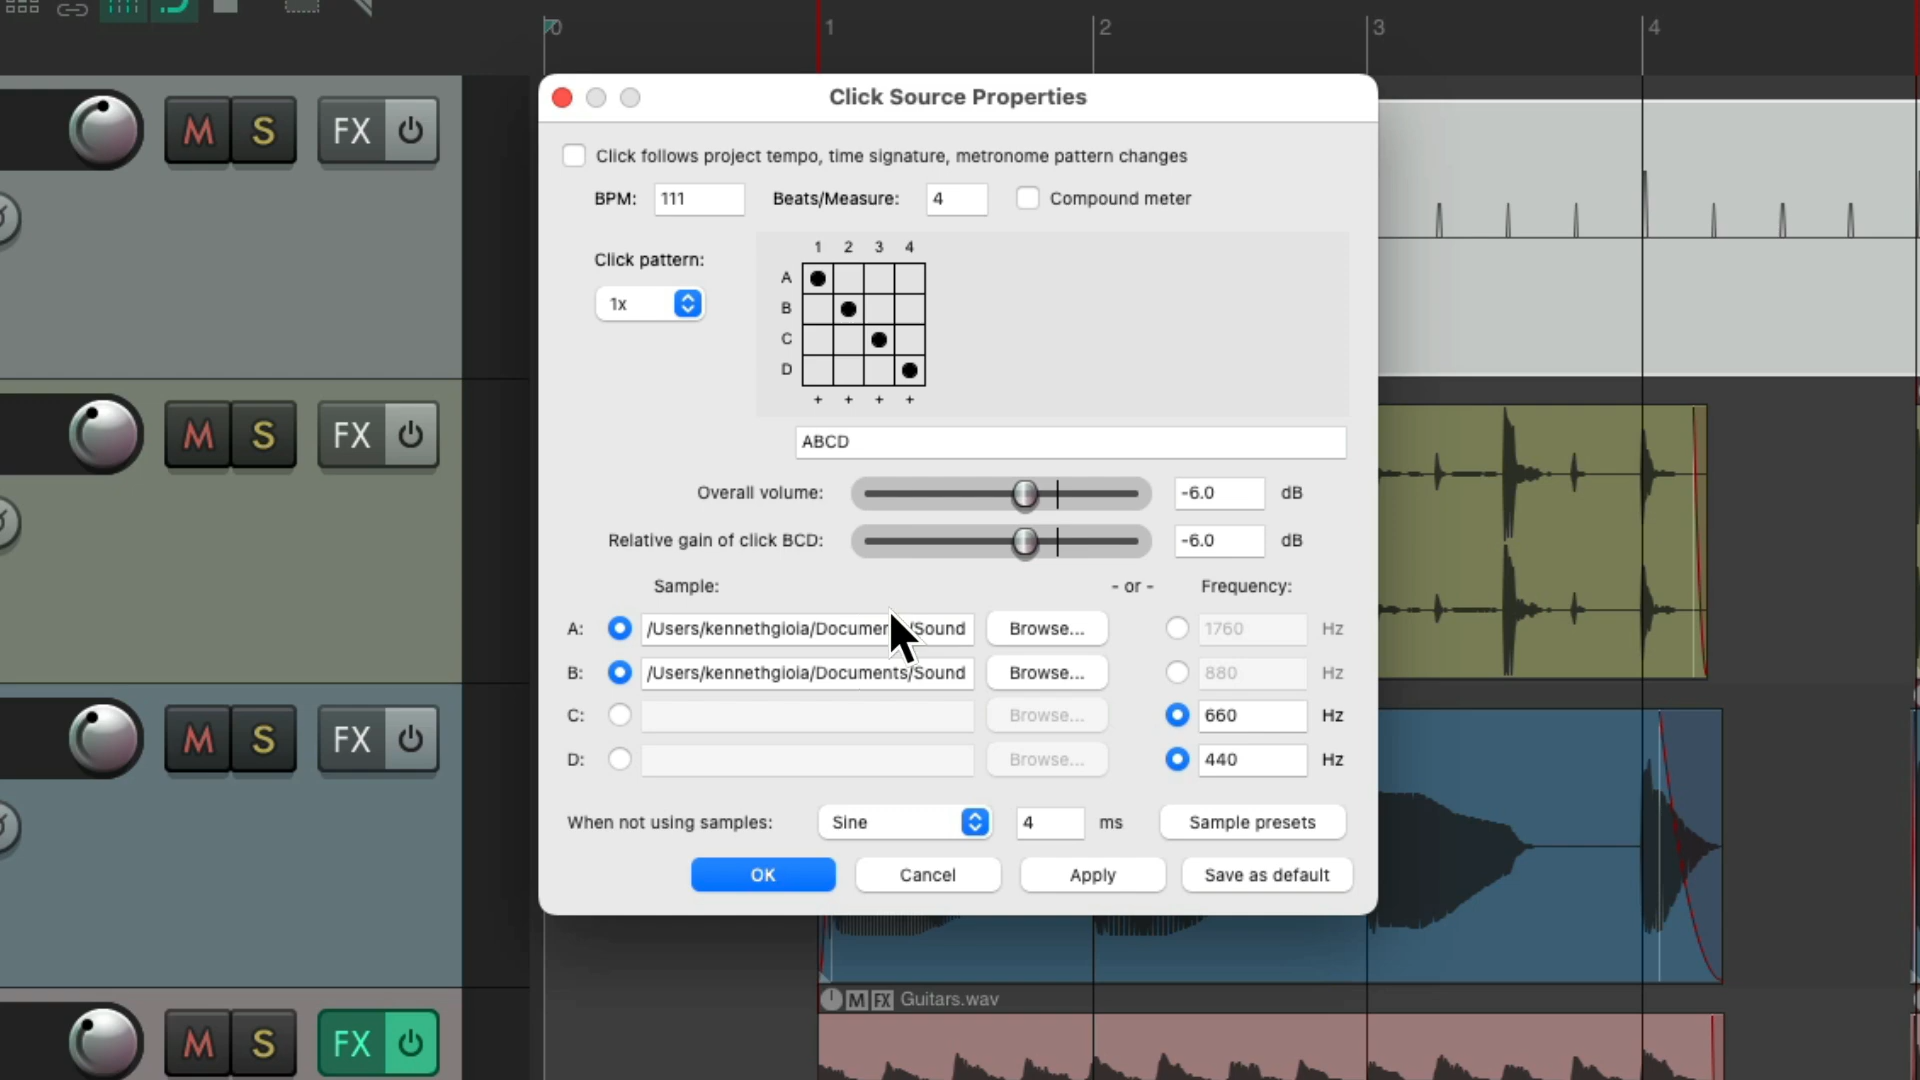 0 1 2 3 4
Click Source Properties
M S FX
Click follows project tempo, time signature, metronome pattern changes
BPM: 111 Beats/Measure: 4 Compound meter
1 2 3 4
Click pattern:
A
1x
B
C
D
+ + + +
M S FX
ABCD
Overall volume: -6.0 dB
Relative gain of click BCD: -6.0 dB
Sample: - or - Frequency:
A: /Users/kennethgioia/Documents/Sound Browse... 1760 Hz
B: /Users/kennethgioia/Documents/Sound Browse... 880 Hz
C: Browse... 660 Hz
M S FX
D: Browse... 440 Hz
When not using samples: Sine 4 ms Sample presets
OK Cancel Apply Save as default
M FX Guitars.wav
M S FX